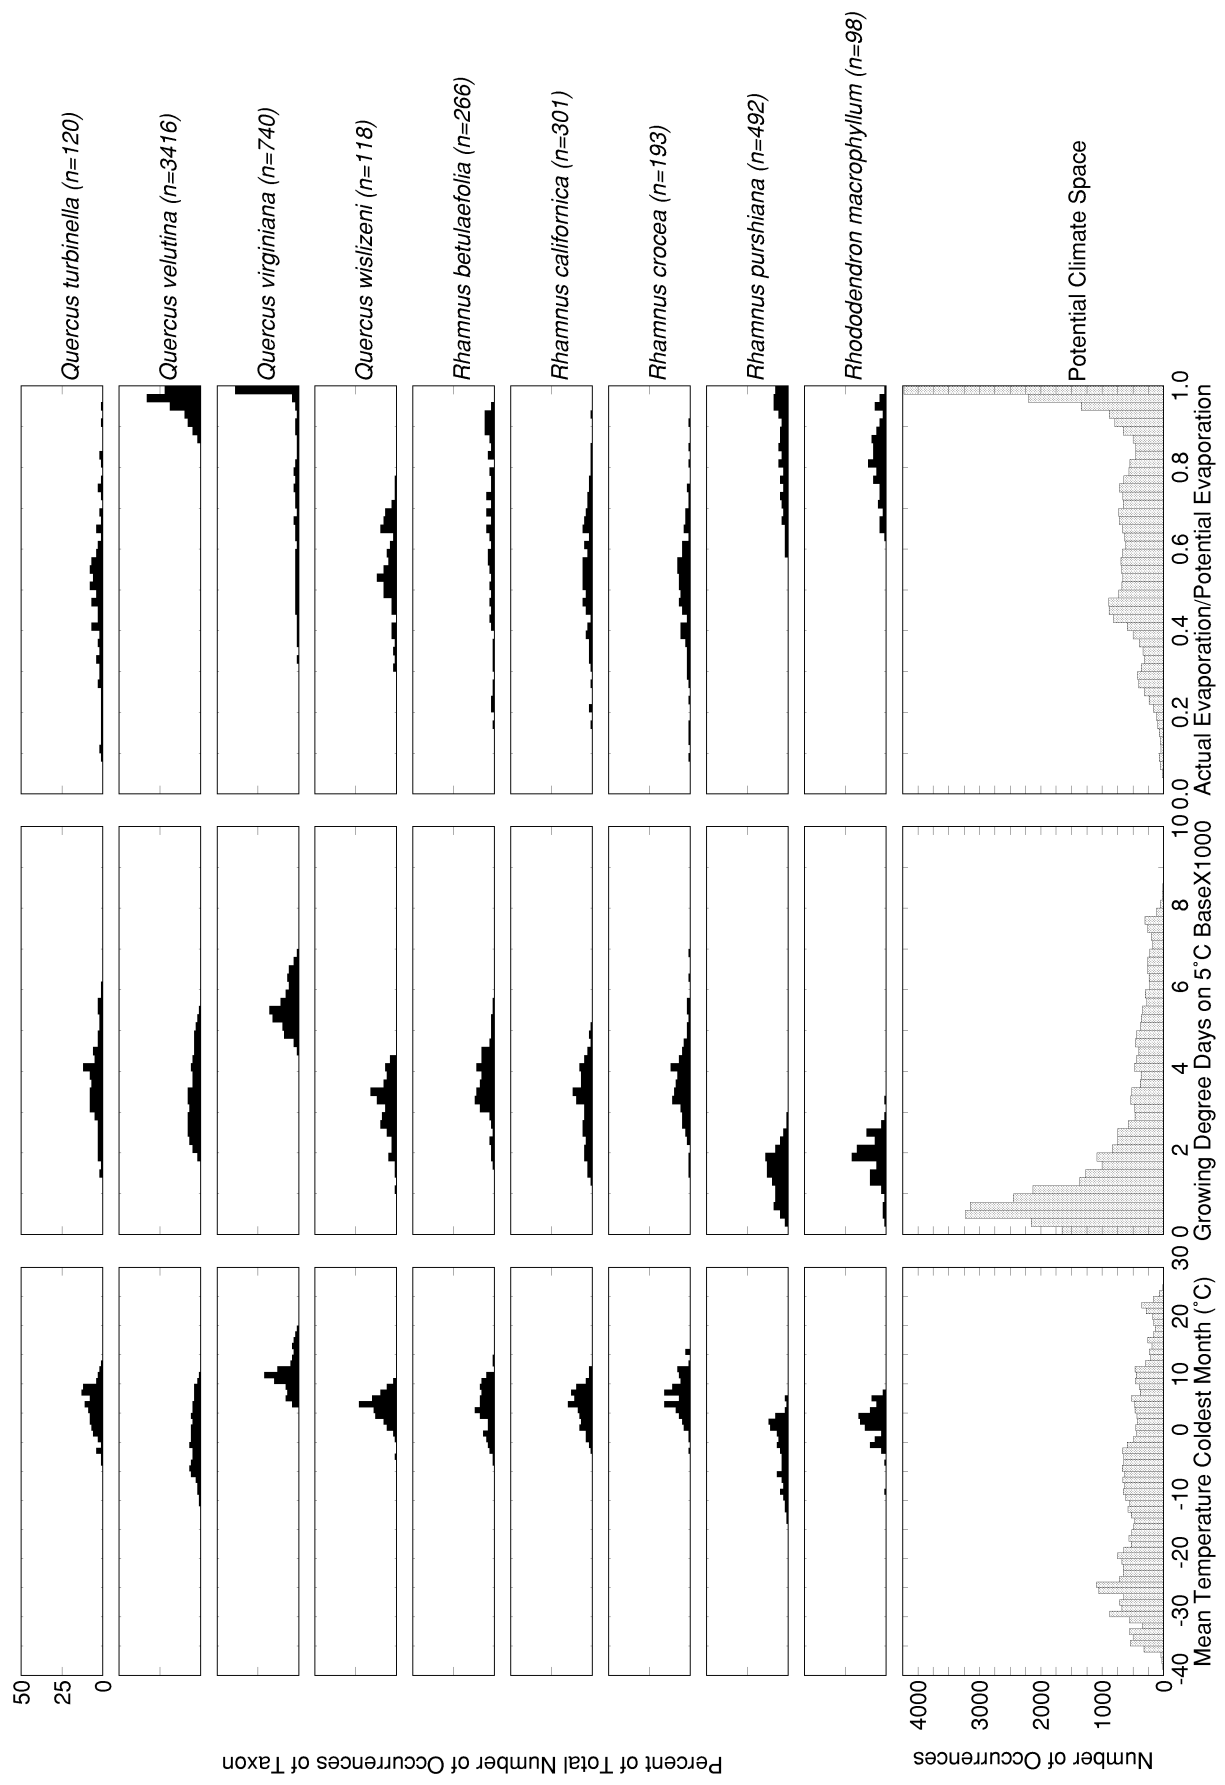 Quercus turbinella (n=120)
Quercus velutina (n=3416)
Quercus virginiana (n=740)
Quercus wislizeni (n=118)
Rhamnus betulaefolia (n=266)
Rhamnus californica (n=301)
Rhamnus crocea (n=193)
Rhamnus purshiana (n=492)
Rhododendron macrophyllum (n=98)
Potential Climate Space
50
25
0
Percent of Total Number of Occurrences of Taxon
4000
3000
2000
1000
0
Number of Occurrences
-40 -30 -20 -10 0 10 20 30
Mean Temperature Coldest Month (˚C)
0 2 4 6 8 10
Growing Degree Days on 5˚C BaseX1000
0.0 0.2 0.4 0.6 0.8 1.0
Actual Evaporation/Potential Evaporation